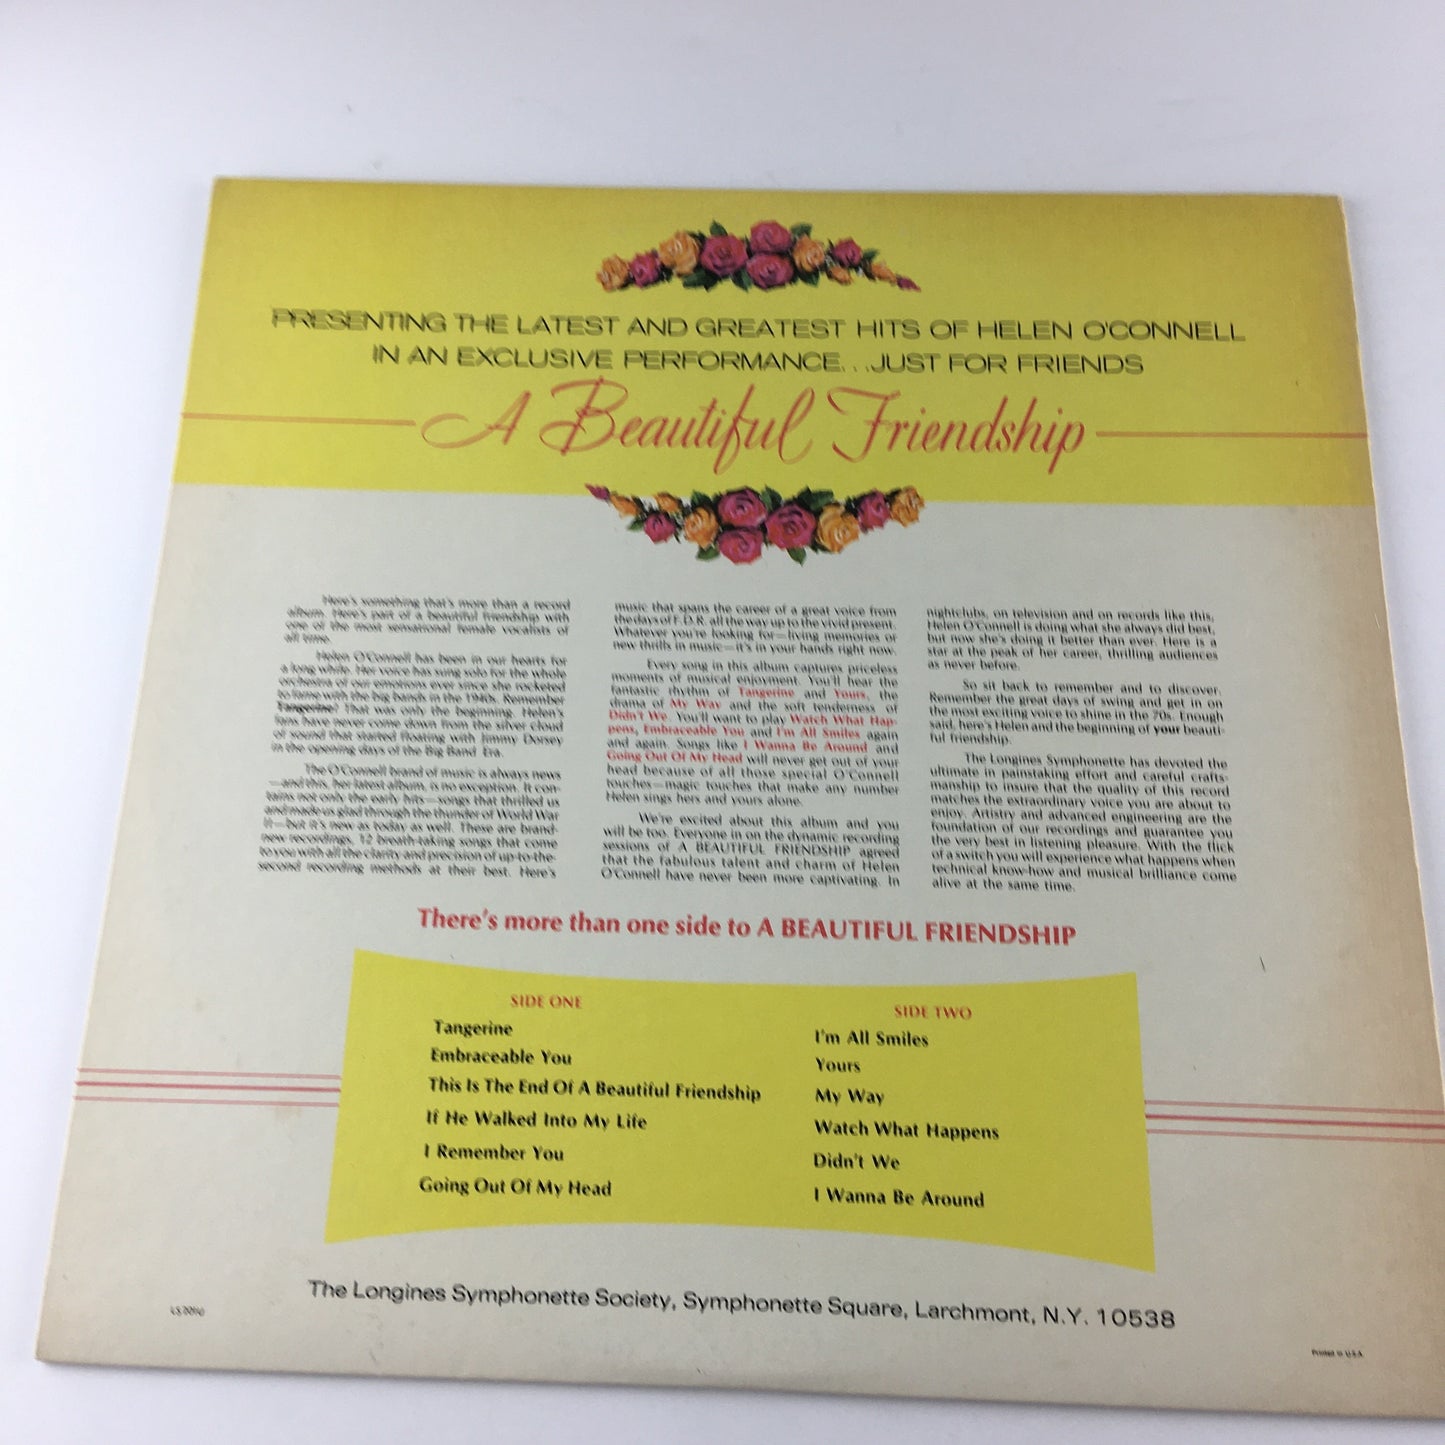 PRESENTING THE LATEST AND GREATEST HITS OF HELEN O'CONNELL
IN AN EXCLUSIVE PERFORMANCE...JUST FOR FRIENDS
A Beautiful Friendship
Here's something that's more than a record
album. Here's part of a beautiful friendship with
one of the most sensational female vocalists of
all time.
Helen O'Connell has been in our hearts for
a long while. Her voice has sung solo for the whole
orchestra of our emotions ever since she rocketed
to fame with the big bands in the 1940s. Remember
Tangerine? That was only the beginning. Helen's
fans have never come down from the silver cloud
of sound that started floating with Jimmy Dorsey
in the opening days of the Big Band Era.
The O'Connell brand of music is always news
—and this, her latest album, is no exception. It con-
tains not only the early hits—songs that thrilled us
and made us glad through the thunder of World War
II—but it's new as today as well. These are brand-
new recordings, 12 breath-taking songs that come
to you with all the clarity and precision of up-to-the-
second recording methods at their best. Here's
music that spans the career of a great voice from
the days of F.D.R. all the way up to the vivid present.
Whatever you're looking for—living memories or
new thrills in music—it's in your hands right now.
Every song in this album captures priceless
moments of musical enjoyment. You'll hear the
fantastic rhythm of Tangerine and Yours, the
drama of My Way and the soft tenderness of
Didn't We. You'll want to play Watch What Hap-
pens, Embraceable You and I'm All Smiles again
and again. Songs like I Wanna Be Around and
Going Out Of My Head will never get out of your
head because of all those special O'Connell
touches—magic touches that make any number
Helen sings hers and yours alone.
We're excited about this album and you
will be too. Everyone in on the dynamic recording
sessions of A BEAUTIFUL FRIENDSHIP agreed
that the fabulous talent and charm of Helen
O'Connell have never been more captivating. In
nightclubs, on television and on records like this,
Helen O'Connell is doing what she always did best,
but now she's doing it better than ever. Here is a
star at the peak of her career, thrilling audiences
as never before.
So sit back to remember and to discover.
Remember the great days of swing and get in on
the most exciting voice to shine in the 70s. Enough
said, here's Helen and the beginning of your beauti-
ful friendship.
The Longines Symphonette has devoted the
ultimate in painstaking effort and careful crafts-
manship to insure that the quality of this record
matches the extraordinary voice you are about to
enjoy. Artistry and advanced engineering are the
foundation of our recordings and guarantee you
the very best in listening pleasure. With the flick
of a switch you will experience what happens when
technical know-how and musical brilliance come
alive at the same time.
There's more than one side to A BEAUTIFUL FRIENDSHIP
SIDE ONE
Tangerine
Embraceable You
This Is The End Of A Beautiful Friendship
If He Walked Into My Life
I Remember You
Going Out Of My Head
SIDE TWO
I'm All Smiles
Yours
My Way
Watch What Happens
Didn't We
I Wanna Be Around
The Longines Symphonette Society, Symphonette Square, Larchmont, N.Y. 10538
Printed in U.S.A.